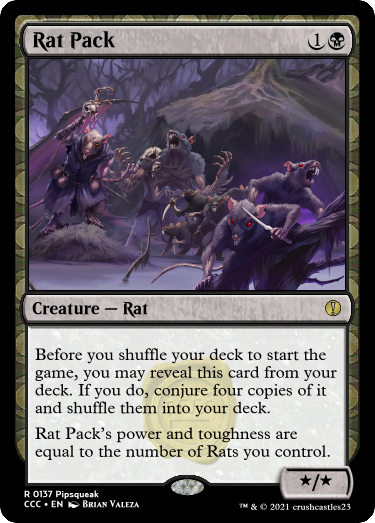 Rat Pack
1
Creature — Rat
Before you shuffle your deck to start the
game, you may reveal this card from your
deck. If you do, conjure four copies of it
and shuffle them into your deck.
Rat Pack's power and toughness are
equal to the number of Rats you control.
*/*
R 0137 Pipsqueak
CCC • EN Brian Valeza
™ & © 2021 crushcastles23